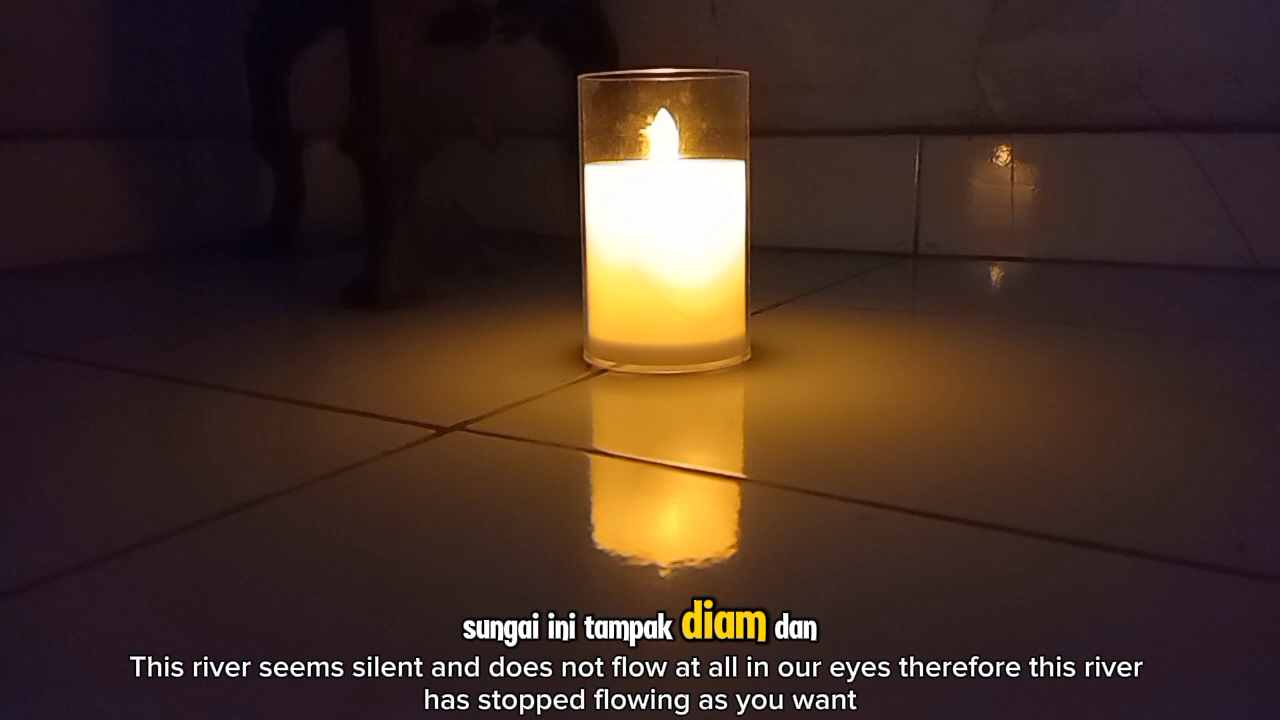 sungai ini tampak diam dan
This river seems silent and does not flow at all in our eyes therefore this river
has stopped flowing as you want